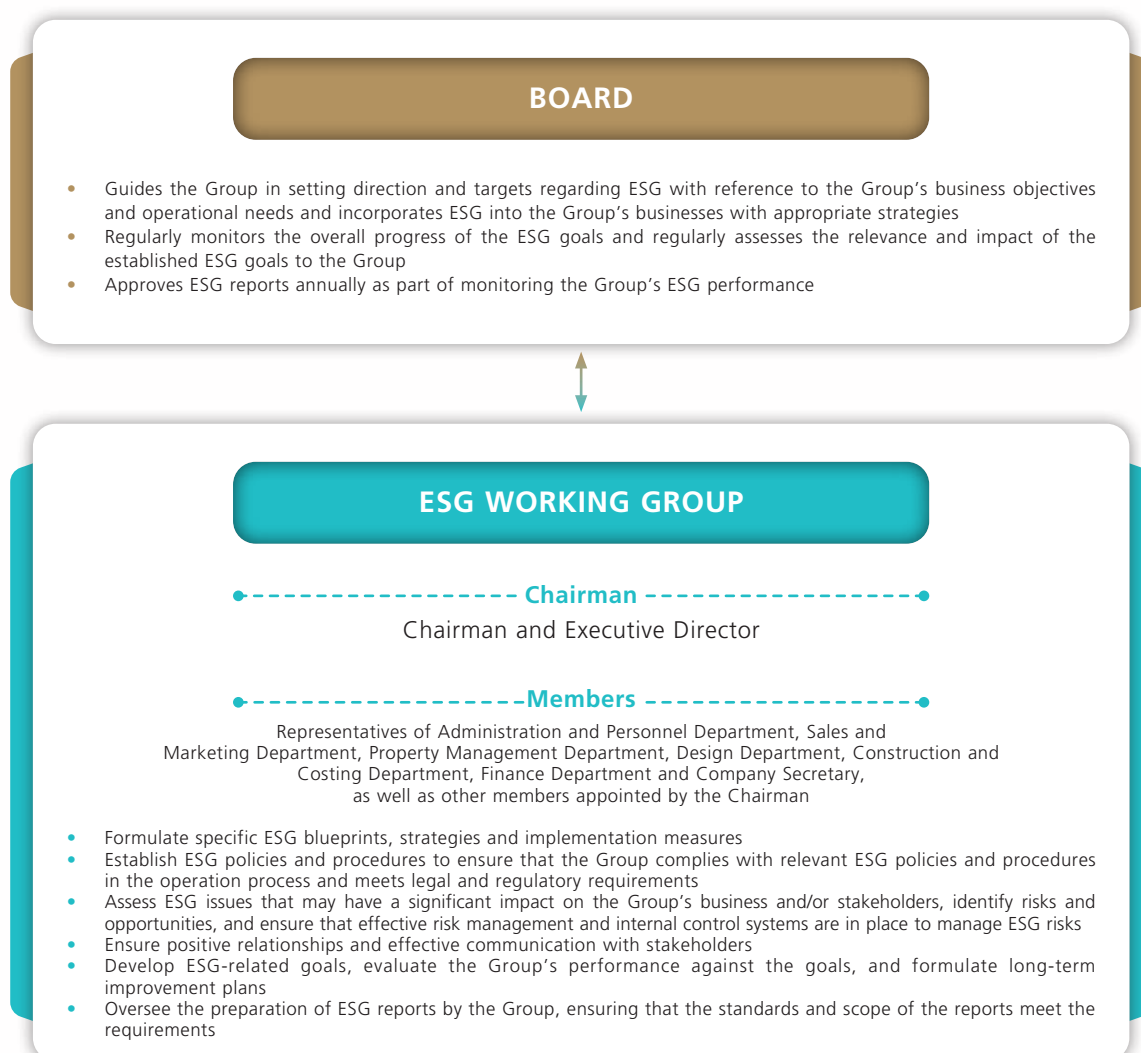 BOARD
• Guides the Group in setting direction and targets regarding ESG with reference to the Group's business objectives
and operational needs and incorporates ESG into the Group's businesses with appropriate strategies
• Regularly monitors the overall progress of the ESG goals and regularly assesses the relevance and impact of the
established ESG goals to the Group
• Approves ESG reports annually as part of monitoring the Group's ESG performance
ESG WORKING GROUP
Chairman
Chairman and Executive Director
Members
Representatives of Administration and Personnel Department, Sales and
Marketing Department, Property Management Department, Design Department, Construction and
Costing Department, Finance Department and Company Secretary,
as well as other members appointed by the Chairman
• Formulate specific ESG blueprints, strategies and implementation measures
• Establish ESG policies and procedures to ensure that the Group complies with relevant ESG policies and procedures
in the operation process and meets legal and regulatory requirements
• Assess ESG issues that may have a significant impact on the Group's business and/or stakeholders, identify risks and
opportunities, and ensure that effective risk management and internal control systems are in place to manage ESG risks
• Ensure positive relationships and effective communication with stakeholders
• Develop ESG-related goals, evaluate the Group's performance against the goals, and formulate long-term
improvement plans
• Oversee the preparation of ESG reports by the Group, ensuring that the standards and scope of the reports meet the
requirements